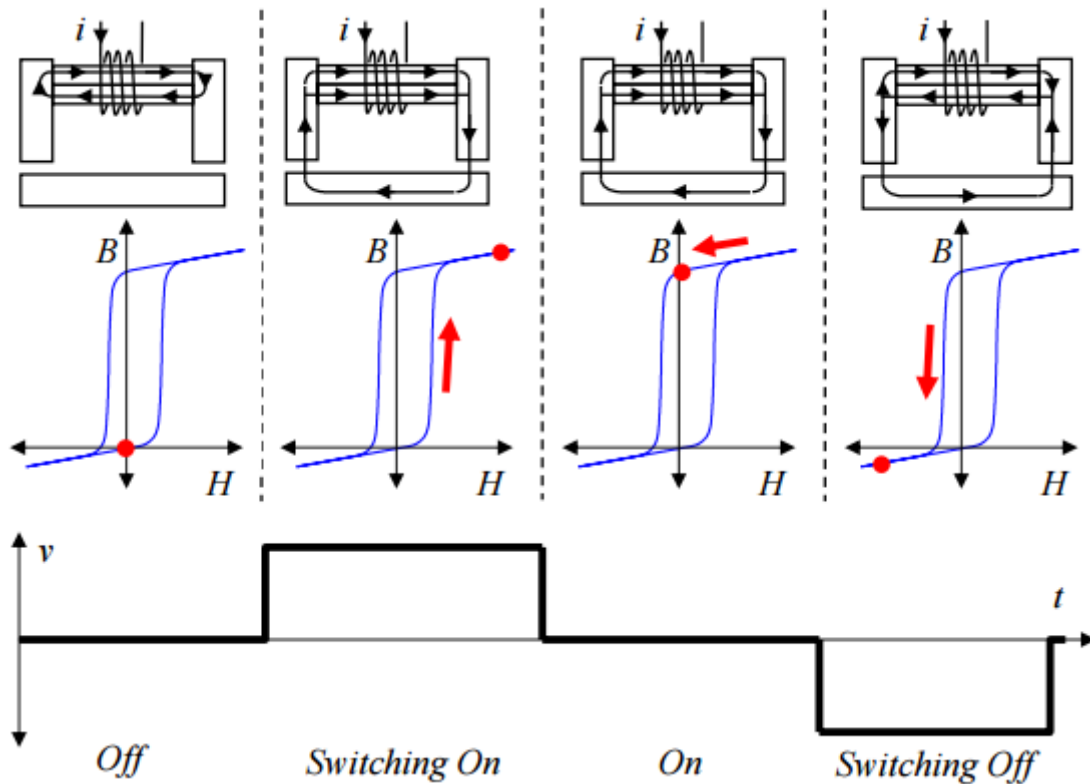 i i i i
B B B B
H H H H
v
t
Off Switching On On Switching Off